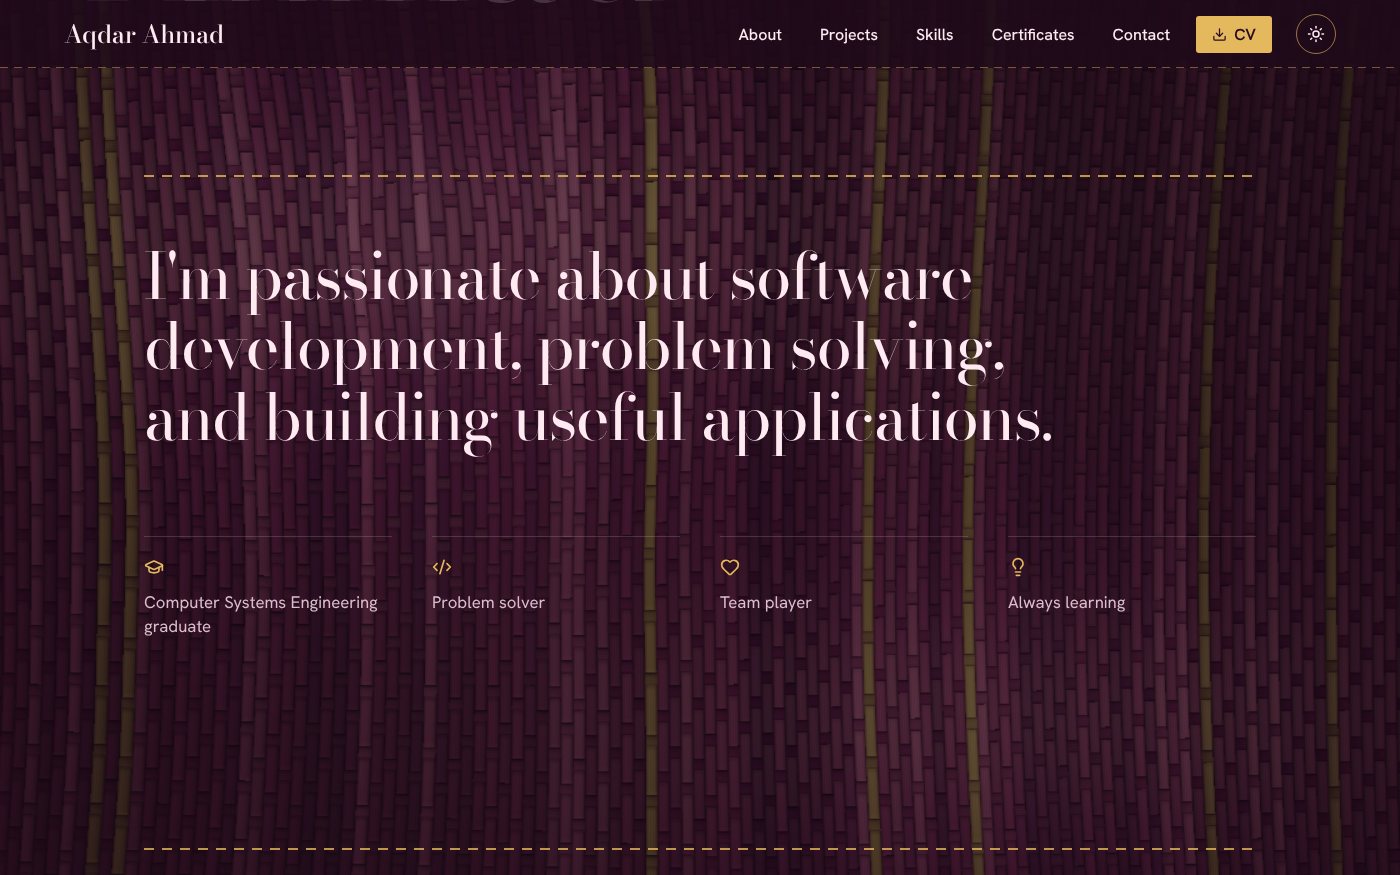 Aqdar Ahmad
About
Projects
Skills
Certificates
Contact
CV
I'm passionate about software
development, problem solving,
and building useful applications.
Computer Systems Engineering
graduate
Problem solver
Team player
Always learning